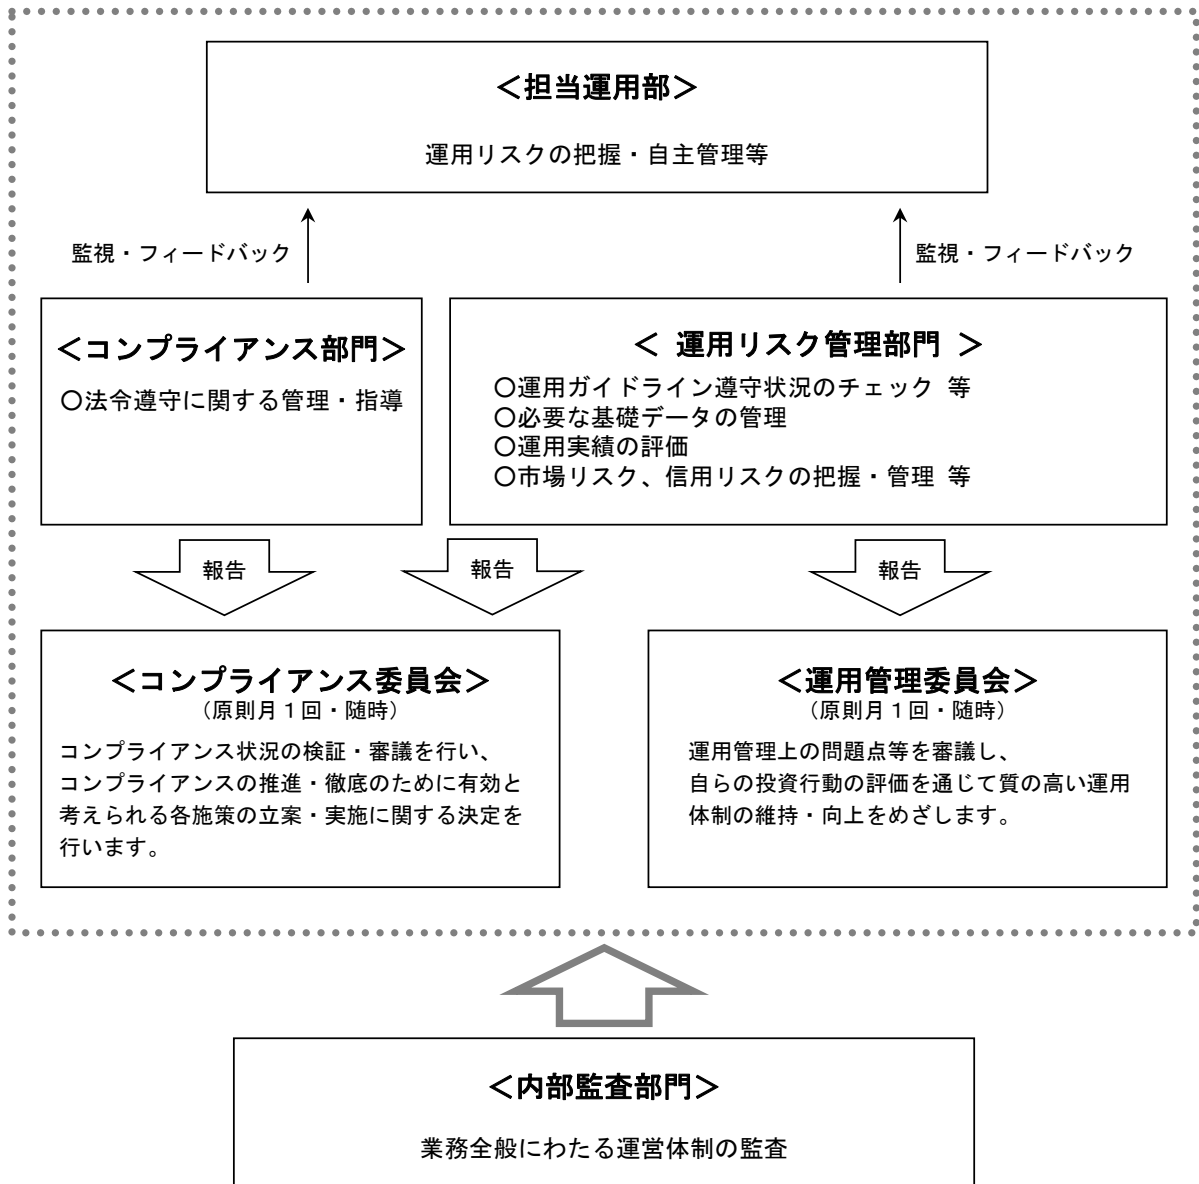 ＜担当運用部＞
運用リスクの把握・自主管理等
監視・フィードバック
監視・フィードバック
＜コンプライアンス部門＞
○法令遵守に関する管理・指導
＜ 運用リスク管理部門 ＞
○運用ガイドライン遵守状況のチェック 等
○必要な基礎データの管理
○運用実績の評価
○市場リスク、信用リスクの把握・管理 等
報告
報告
報告
＜コンプライアンス委員会＞
（原則月１回・随時）
コンプライアンス状況の検証・審議を行い、
コンプライアンスの推進・徹底のために有効と
考えられる各施策の立案・実施に関する決定を
行います。
＜運用管理委員会＞
（原則月１回・随時）
運用管理上の問題点等を審議し、
自らの投資行動の評価を通じて質の高い運用
体制の維持・向上をめざします。
＜内部監査部門＞
業務全般にわたる運営体制の監査